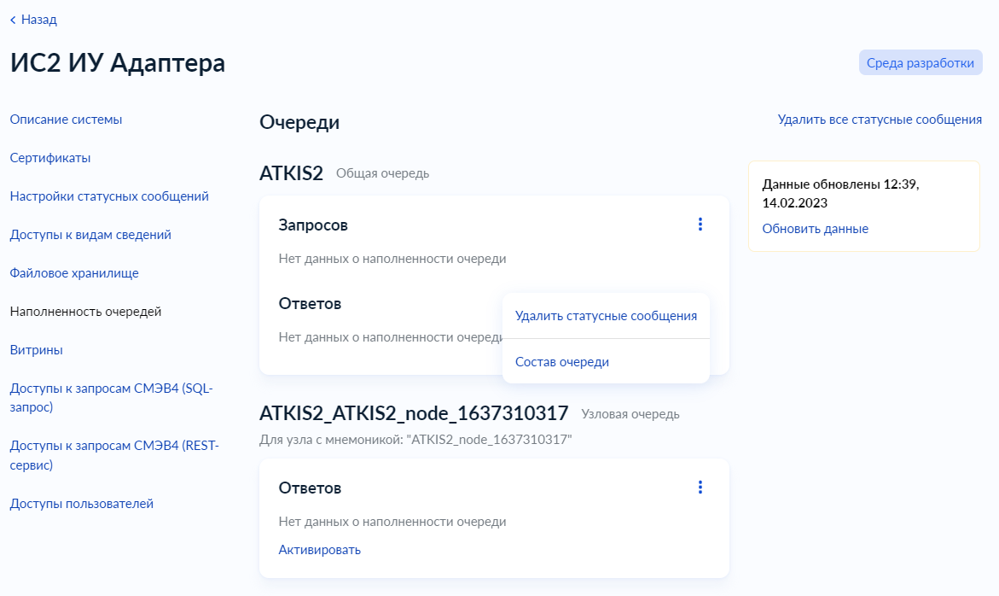 Назад
ИС2 ИУ Адаптера
Среда разработки
Описание системы
Сертификаты
Настройки статусных сообщений
Доступы к видам сведений
Файловое хранилище
Наполненность очередей
Витрины
Доступы к запросам СМЭВ4 (SQL-
запрос)
Доступы к запросам СМЭВ4 (REST-
сервис)
Доступы пользователей
Очереди
Удалить все статусные сообщения
ATKIS2 Общая очередь
Запросов
Нет данных о наполненности очереди
Ответов
Нет данных о наполненности очереди
Удалить статусные сообщения
Состав очереди
ATKIS2_ATKIS2_node_1637310317 Узловая очередь
Для узла с мнемоникой: "ATKIS2_node_1637310317"
Ответов
Нет данных о наполненности очереди
Активировать
Данные обновлены 12:39,
14.02.2023
Обновить данные